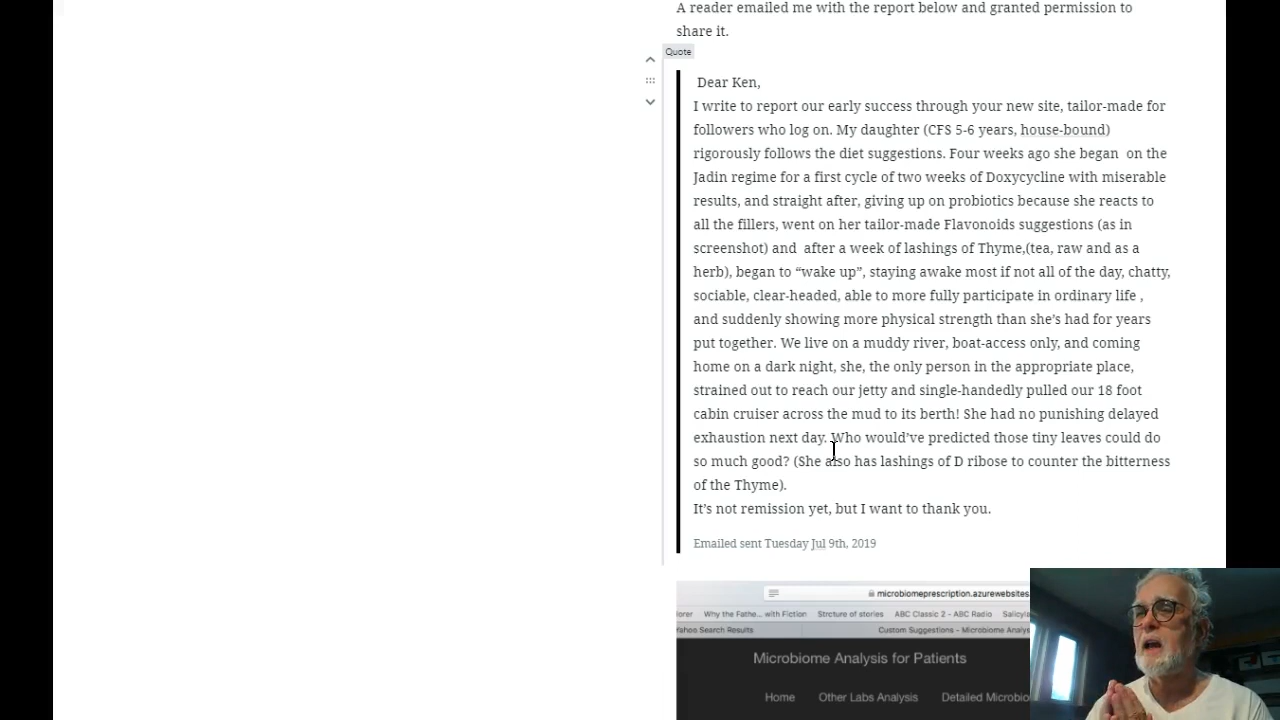 A reader emailed me with the report below and granted permission to
share it.
Quote
Dear Ken,
I write to report our early success through your new site, tailor-made for
followers who log on. My daughter (CFS 5-6 years, house-bound)
rigorously follows the diet suggestions. Four weeks ago she began  on the
Jadin regime for a first cycle of two weeks of Doxycycline with miserable
results, and straight after, giving up on probiotics because she reacts to
all the fillers, went on her tailor-made Flavonoids suggestions (as in
screenshot) and  after a week of lashings of Thyme,(tea, raw and as a
herb), began to “wake up”, staying awake most if not all of the day, chatty,
sociable, clear-headed, able to more fully participate in ordinary life ,
and suddenly showing more physical strength than she’s had for years
put together. We live on a muddy river, boat-access only, and coming
home on a dark night, she, the only person in the appropriate place,
strained out to reach our jetty and single-handedly pulled our 18 foot
cabin cruiser across the mud to its berth! She had no punishing delayed
exhaustion next day. Who would’ve predicted those tiny leaves could do
so much good? (She also has lashings of D ribose to counter the bitterness
of the Thyme).
It’s not remission yet, but I want to thank you.
Emailed sent Tuesday Jul 9th, 2019
microbiomeprescription.azurewebsites.
lorer Why the Fathe... with Fiction Strcture of stories ABC Classic 2 - ABC Radio Salicyla
Yahoo Search Results Custom Suggestions - Microbiome Analys
Microbiome Analysis for Patients
Home Other Labs Analysis Detailed Microbio